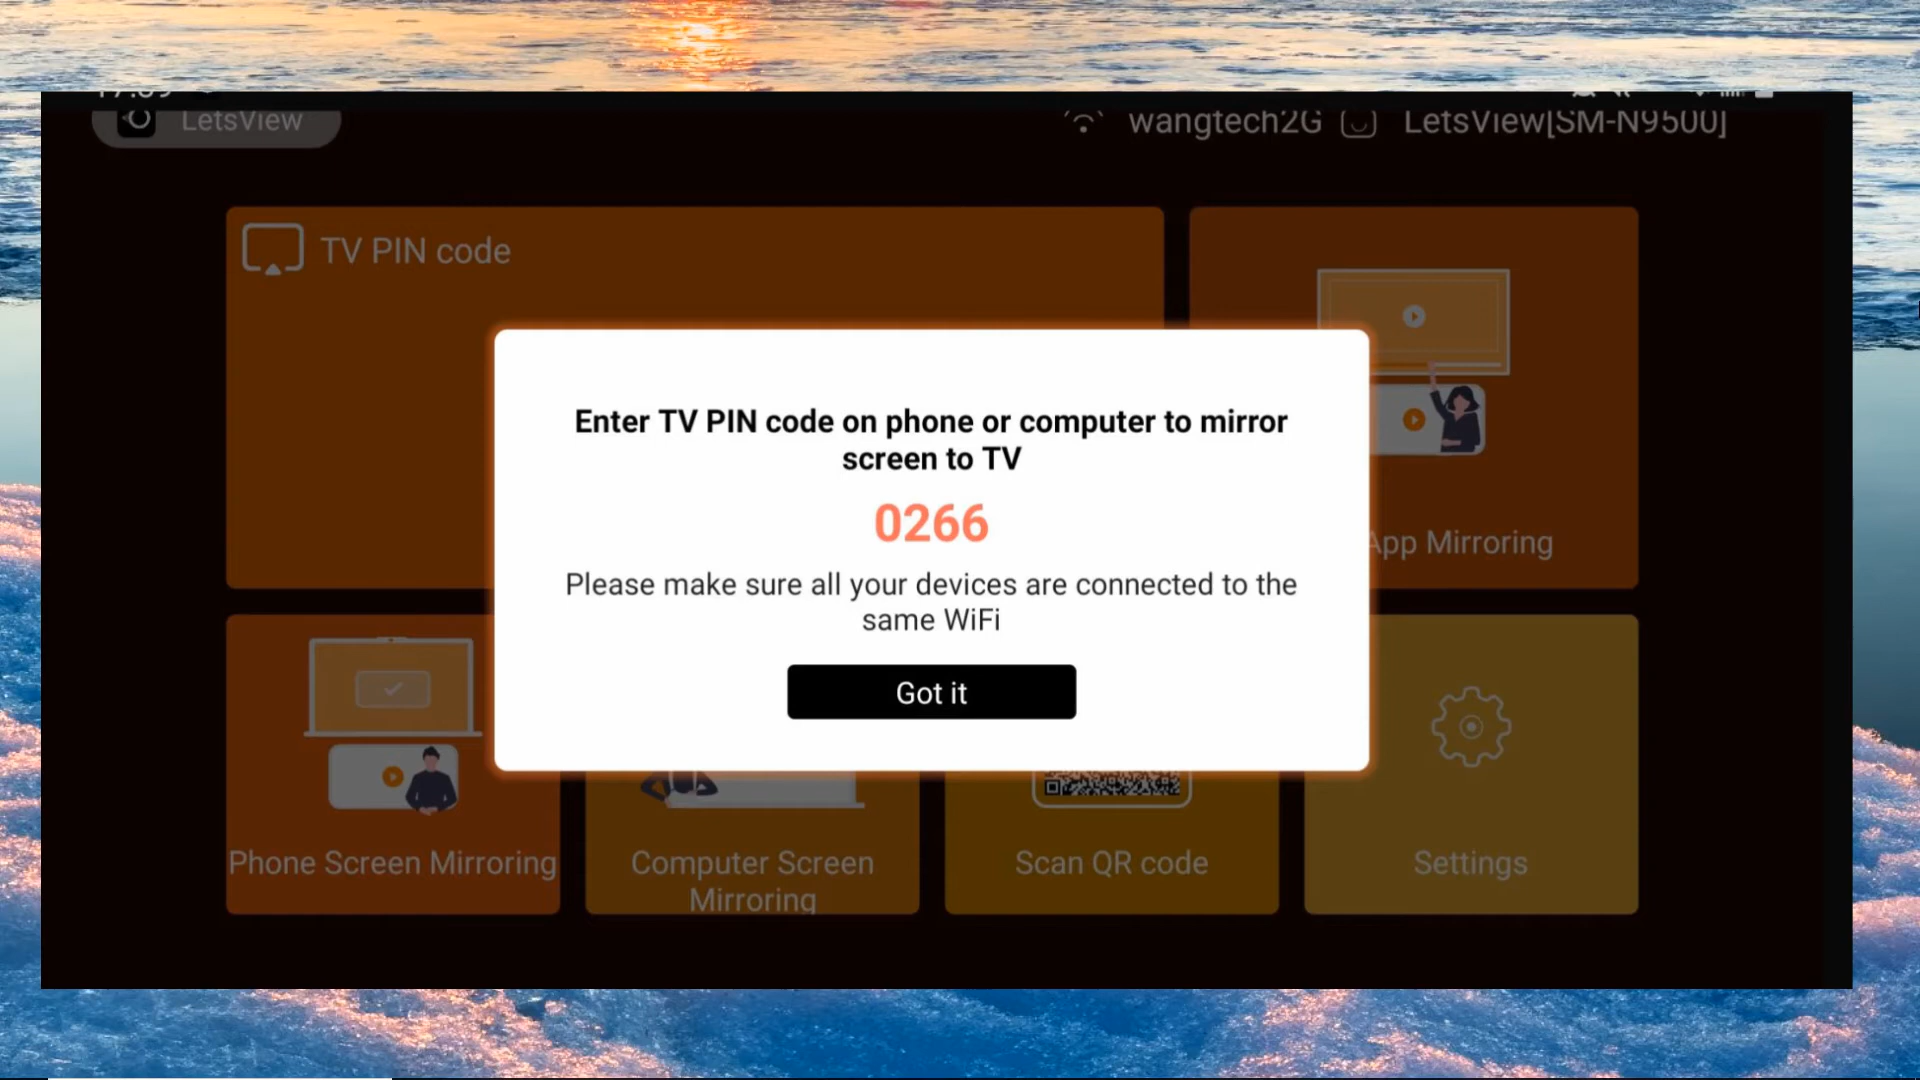 LetsView
wangtech2G
LetsView[SM-N9500]
TV PIN code
Enter TV PIN code on phone or computer to mirror
screen to TV
0266
Please make sure all your devices are connected to the
same WiFi
Got it
App Mirroring
Phone Screen Mirroring
Computer Screen
Mirroring
Scan QR code
Settings